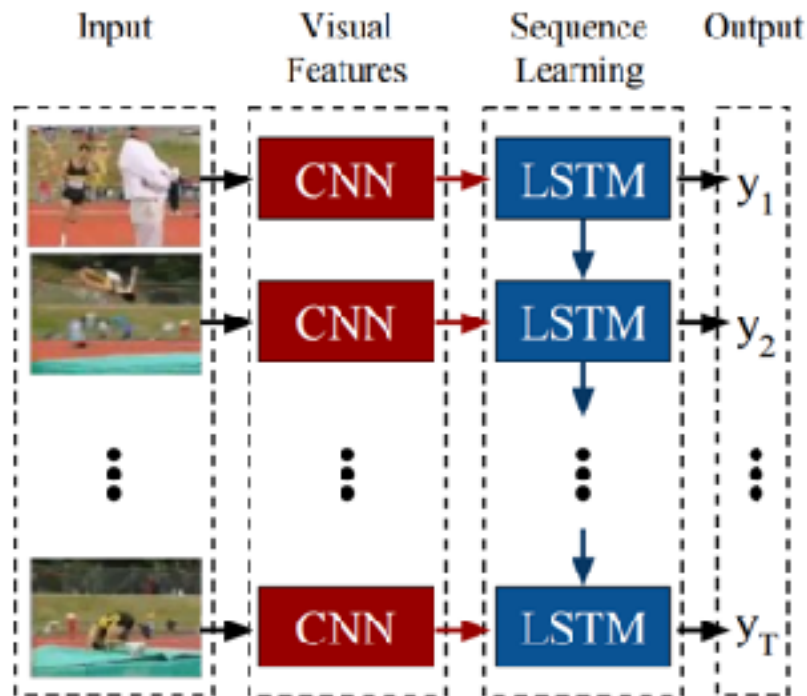 Input
Visual
Features
Sequence
Learning
Output
CNN
LSTM
y1
CNN
LSTM
y2
CNN
LSTM
yT